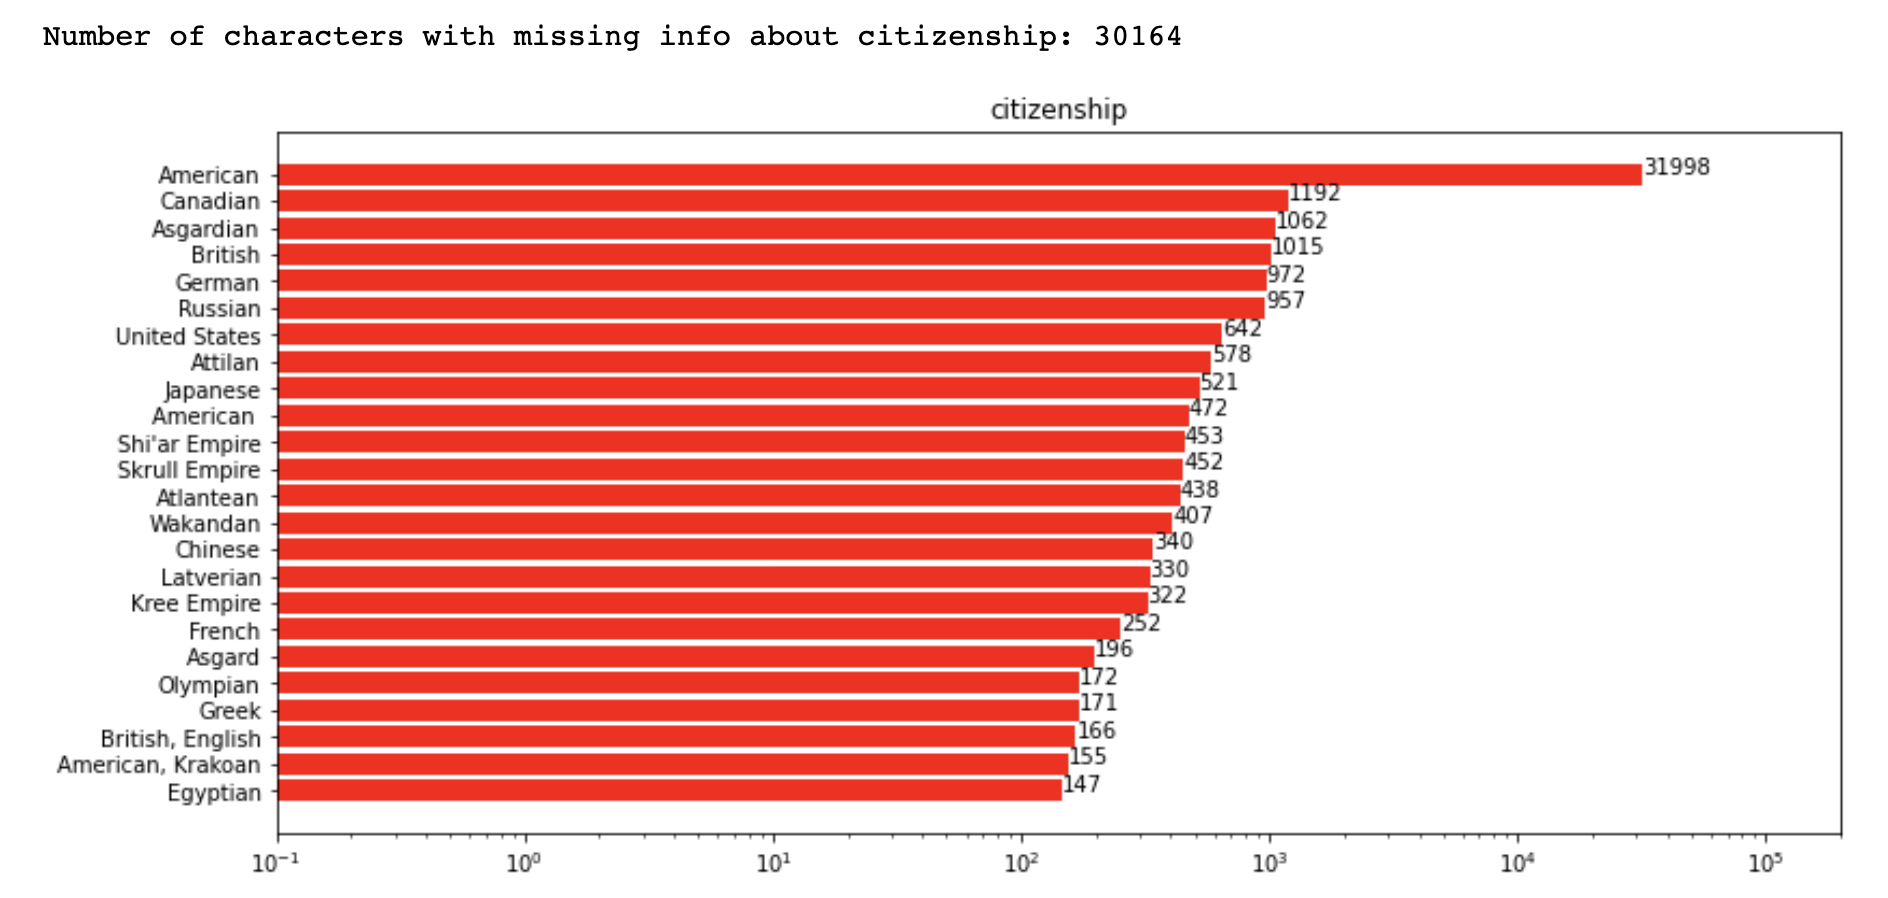 Number of characters with missing info about citizenship: 30164
citizenship
American 31998
Canadian 1192
Asgardian 1062
British 1015
German 972
Russian 957
United States 642
Attilan 578
Japanese 521
American 472
Shi'ar Empire 453
Skrull Empire 452
Atlantean 438
Wakandan 407
Chinese 340
Latverian 330
Kree Empire 322
French 252
Asgard 196
Olympian 172
Greek 171
British, English 166
American, Krakoan 155
Egyptian 147
10⁻¹ 10⁰ 10¹ 10² 10³ 10⁴ 10⁵